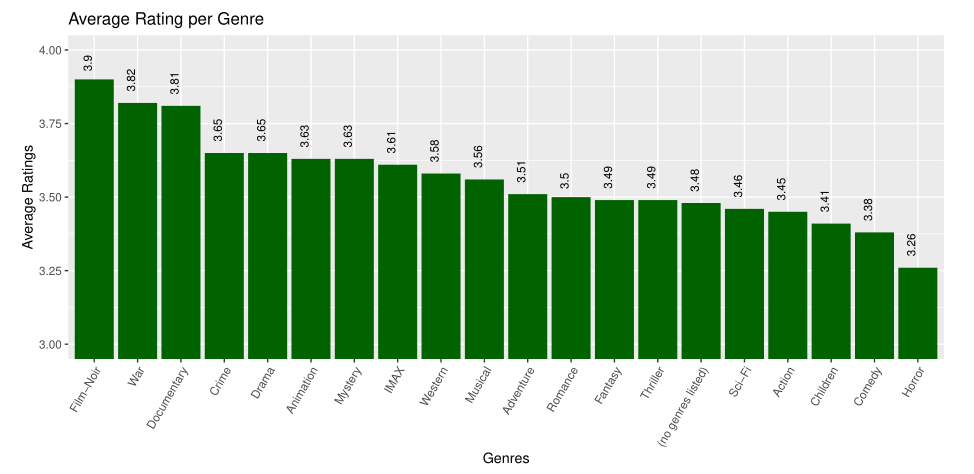 Average Rating per Genre
4.00
3.75
3.50
3.25
3.00
Average Ratings
3.9
3.82
3.81
3.65
3.65
3.63
3.63
3.61
3.58
3.56
3.51
3.5
3.49
3.49
3.48
3.46
3.45
3.41
3.38
3.26
Film-Noir
War
Documentary
Crime
Drama
Animation
Mystery
IMAX
Western
Musical
Adventure
Romance
Fantasy
Thriller
(no genres listed)
Sci-Fi
Action
Children
Comedy
Horror
Genres